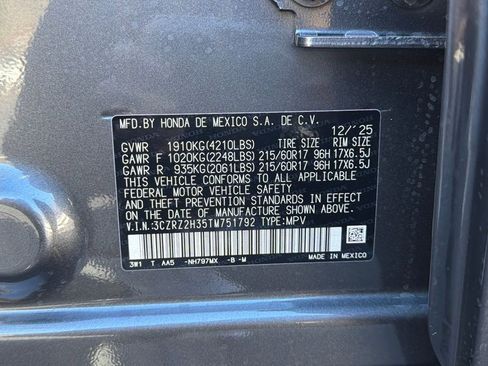 MFD.BY HONDA DE MEXICO S.A. DE C.V.
12/'25
GVWR 1910KG(4210LBS) TIRE SIZE RIM SIZE
GAWR F 1020KG(2248LBS) 215/60R17 96H 17X6.5J
GAWR R 935KG(2061LBS) 215/60R17 96H 17X6.5J
THIS VEHICLE CONFORMS TO ALL APPLICABLE
FEDERAL MOTOR VEHICLE SAFETY
AND THEFT PREVENTION STANDARDS IN EFFECT
ON THE DATE OF MANUFACTURE SHOWN ABOVE.
V.I.N.:3CZRZ2H35TM751792 TYPE:MPV
3W1 T AA5 -NH797MX -B-M
MADE IN MEXICO